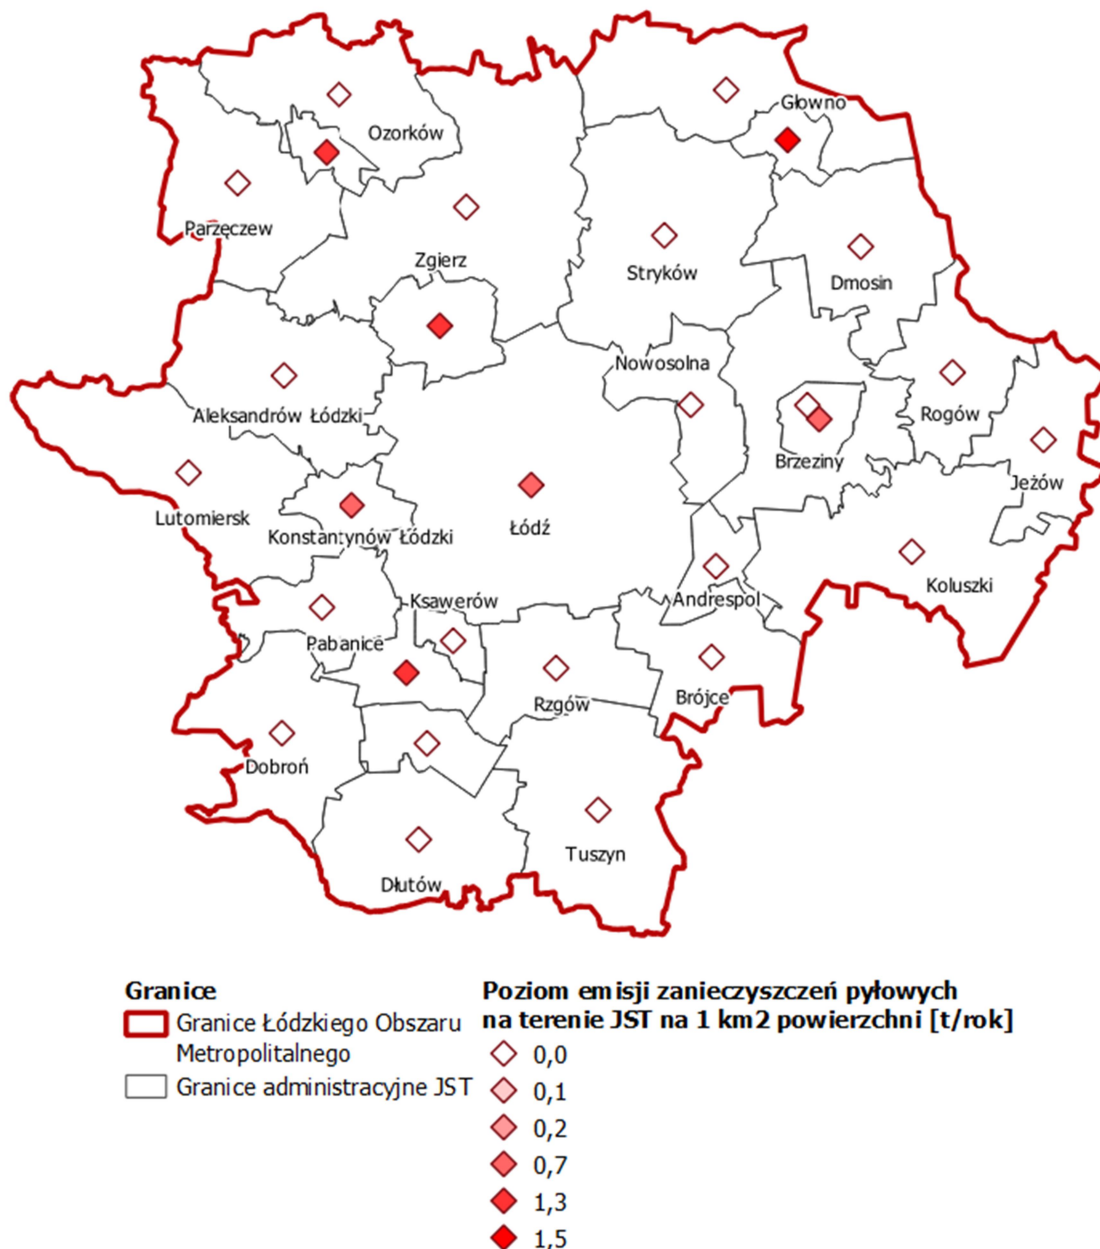 Głowno
Ozorków
Parzęczew
Zgierz
Stryków
Dmosin
Nowosolna
Aleksandrów Łódzki
Rogów
Brzeziny
Jeżów
Lutomiersk
Konstantynów Łódzki
Łódź
Koluszki
Ksawerów
Andrespol
Pabanice
Brójce
Rzgów
Dobroń
Tuszyn
Dłutów
Granice
Granice Łódzkiego Obszaru
Metropolitalnego
Granice administracyjne JST
Poziom emisji zanieczyszczeń pyłowych
na terenie JST na 1 km2 powierzchni [t/rok]
0,0
0,1
0,2
0,7
1,3
1,5